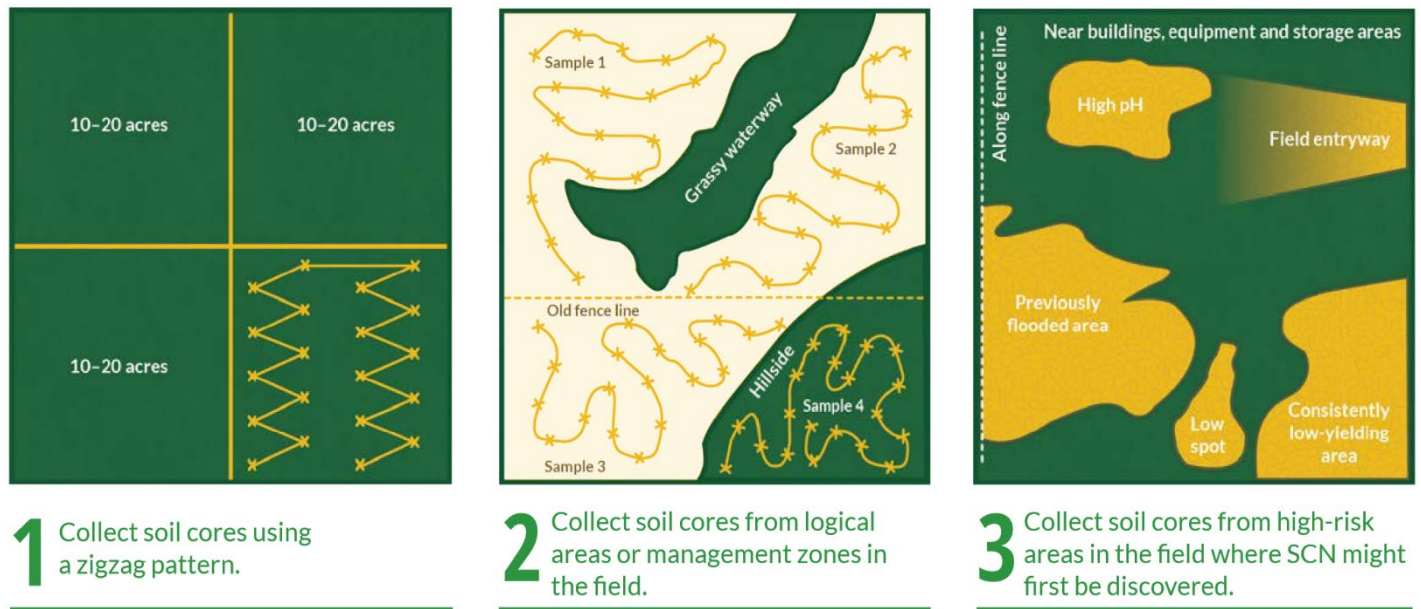 10–20 acres
10–20 acres
10–20 acres
1 Collect soil cores using
a zigzag pattern.
Sample 1
Grassy waterway
Sample 2
Old fence line
Hillside
Sample 4
Sample 3
2 Collect soil cores from logical
areas or management zones in
the field.
Near buildings, equipment and storage areas
Along fence line
High pH
Field entryway
Previously
flooded area
Low
spot
Consistently
low-yielding
area
3 Collect soil cores from high-risk
areas in the field where SCN might
first be discovered.